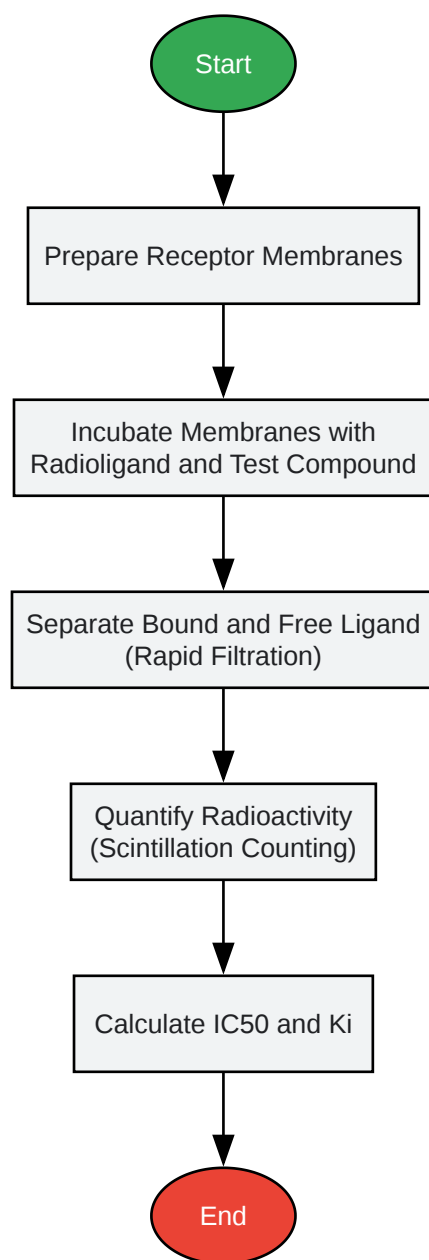 Start
Prepare Receptor Membranes
Incubate Membranes with
Radioligand and Test Compound
Separate Bound and Free Ligand
(Rapid Filtration)
Quantify Radioactivity
(Scintillation Counting)
Calculate IC50 and Ki
End